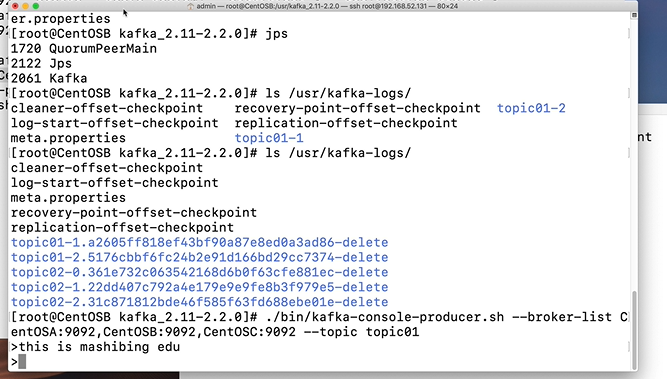 admin — root@CentOSB:/usr/kafka_2.11-2.2.0 — ssh root@192.168.52.131 — 80×24
er.properties
[root@CentOSB kafka_2.11-2.2.0]# jps
1720 QuorumPeerMain
2122 Jps
2061 Kafka
[root@CentOSB kafka_2.11-2.2.0]# ls /usr/kafka-logs/
cleaner-offset-checkpoint    recovery-point-offset-checkpoint  topic01-2
log-start-offset-checkpoint  replication-offset-checkpoint
meta.properties              topic01-1
[root@CentOSB kafka_2.11-2.2.0]# ls /usr/kafka-logs/
cleaner-offset-checkpoint
log-start-offset-checkpoint
meta.properties
recovery-point-offset-checkpoint
replication-offset-checkpoint
topic01-1.a2605ff818ef43bf90a87e8ed0a3ad86-delete
topic01-2.5176cbbf6fc24b2e91d166bd29cc7374-delete
topic02-0.361e732c063542168d6b0f63cfe881ec-delete
topic02-1.22dd407c792a4e179e9e9fe8b3f979e5-delete
topic02-2.31c871812bde46f585f63fd688ebe01e-delete
[root@CentOSB kafka_2.11-2.2.0]# ./bin/kafka-console-producer.sh --broker-list C
entOSA:9092,CentOSB:9092,CentOSC:9092 --topic topic01
>this is mashibing edu
>